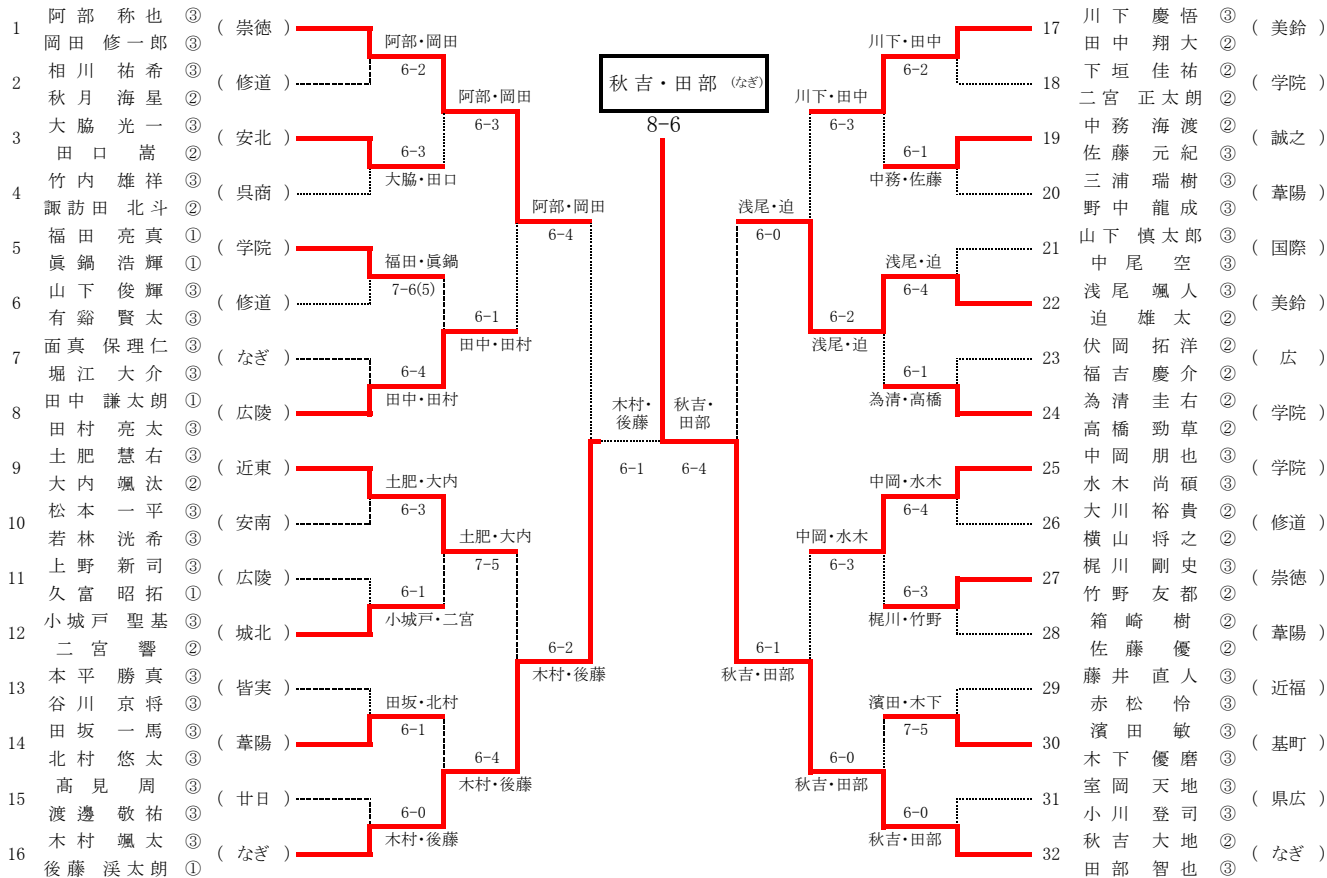 1 阿部 称也 ③ ( 崇徳 )
岡田 修一郎 ③
2 相川 祐希 ③ ( 修道 )
秋月 海星 ②
3 大脇 光一 ③ ( 安北 )
田口 嵩 ②
4 竹内 雄祥 ③ ( 呉商 )
諏訪田 北斗 ②
5 福田 亮真 ① ( 学院 )
眞鍋 浩輝 ①
6 山下 俊輝 ③ ( 修道 )
有谿 賢太 ③
7 面真 保理仁 ③ ( なぎ )
堀江 大介 ③
8 田中 謙太朗 ① ( 広陵 )
田村 亮太 ③
9 土肥 慧右 ③ ( 近東 )
大内 颯汰 ②
10 松本 一平 ③ ( 安南 )
若林 洸希 ③
11 上野 新司 ③ ( 広陵 )
久富 昭拓 ①
12 小城戸 聖基 ③ ( 城北 )
二宮 響 ②
13 本平 勝真 ③ ( 皆実 )
谷川 京将 ③
14 田坂 一馬 ③ ( 葦陽 )
北村 悠太 ③
15 髙見 周 ③ ( 廿日 )
渡邊 敬祐 ③
16 木村 颯太 ③ ( なぎ )
後藤 渓太朗 ①
阿部・岡田
6-2
6-3
大脇・田口
福田・眞鍋
7-6(5)
6-4
田中・田村
土肥・大内
6-3
6-1
小城戸・二宮
田坂・北村
6-1
6-0
木村・後藤
阿部・岡田
6-3
6-1
田中・田村
土肥・大内
7-5
6-4
木村・後藤
阿部・岡田
6-4
6-2
木村・後藤
木村・
後藤
6-1
秋吉・田部 (なぎ)
8-6
秋吉・
田部
6-4
浅尾・迫
6-0
6-1
秋吉・田部
川下・田中
6-3
6-2
浅尾・迫
中岡・水木
6-3
6-0
秋吉・田部
川下・田中
6-2
6-1
中務・佐藤
浅尾・迫
6-4
6-1
為清・高橋
中岡・水木
6-4
6-3
梶川・竹野
濱田・木下
7-5
6-0
秋吉・田部
17 川下 慶悟 ③ ( 美鈴 )
田中 翔大 ②
18 下垣 佳祐 ② ( 学院 )
二宮 正太朗 ②
19 中務 海渡 ② ( 誠之 )
佐藤 元紀 ③
20 三浦 瑞樹 ③ ( 葦陽 )
野中 龍成 ③
21 山下 慎太郎 ③ ( 国際 )
中尾 空 ③
22 浅尾 颯人 ③ ( 美鈴 )
迫 雄太 ②
23 伏岡 拓洋 ② ( 広 )
福吉 慶介 ②
24 為清 圭右 ② ( 学院 )
高橋 勁草 ②
25 中岡 朋也 ③ ( 学院 )
水木 尚碩 ③
26 大川 裕貴 ② ( 修道 )
横山 将之 ②
27 梶川 剛史 ③ ( 崇徳 )
竹野 友都 ②
28 箱崎 樹 ② ( 葦陽 )
佐藤 優 ②
29 藤井 直人 ③ ( 近福 )
赤松 怜 ③
30 濱田 敏 ③ ( 基町 )
木下 優磨 ③
31 室岡 天地 ③ ( 県広 )
小川 登司 ③
32 秋吉 大地 ② ( なぎ )
田部 智也 ③